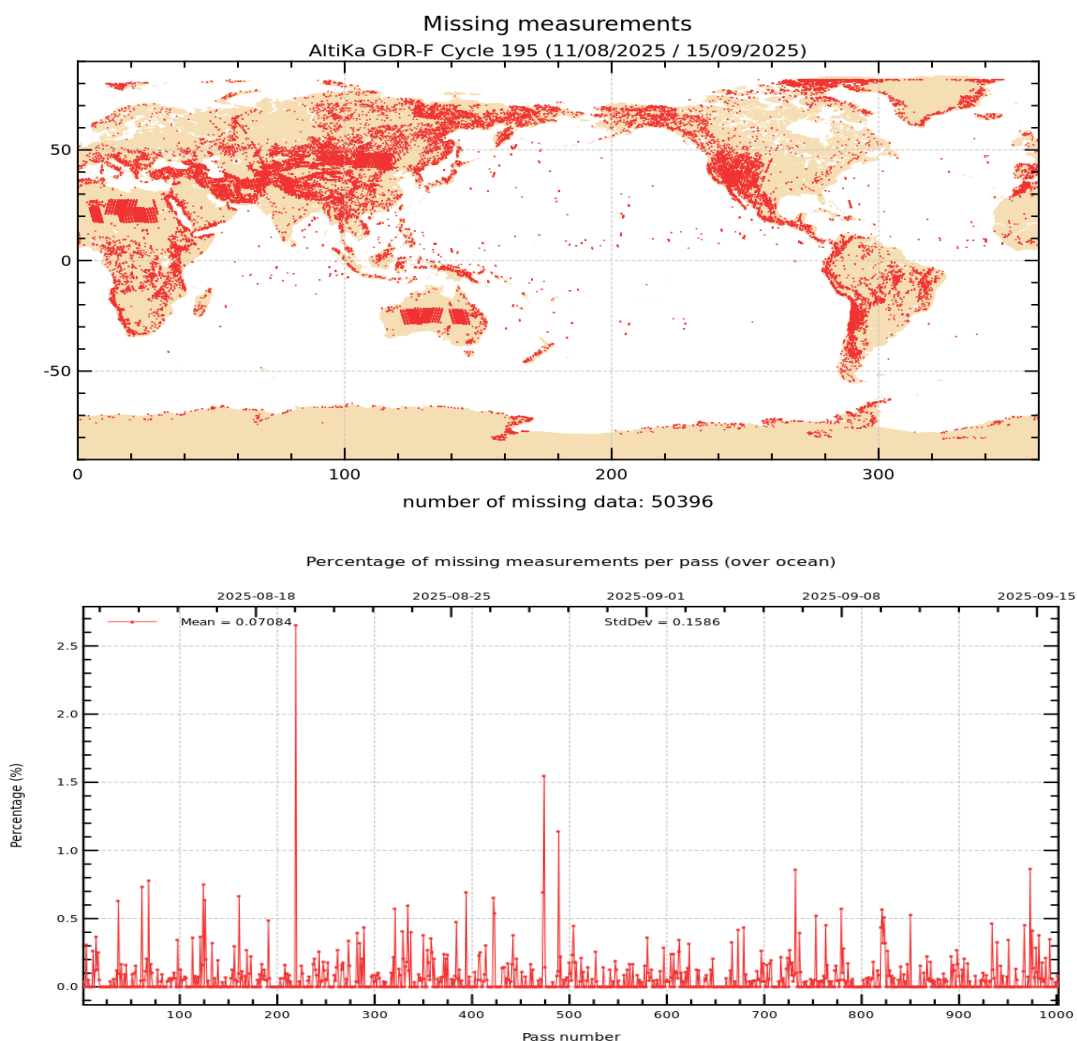 Missing measurements
AltiKa GDR-F Cycle 195 (11/08/2025 / 15/09/2025)
50
0
-50
0 100 200 300
number of missing data: 50396
Percentage of missing measurements per pass (over ocean)
2025-08-18 2025-08-25 2025-09-01 2025-09-08 2025-09-15
Mean = 0.07084 StdDev = 0.1586
2.5
2.0
1.5
1.0
0.5
0.0
Percentage (%)
100 200 300 400 500 600 700 800 900 1000
Pass number